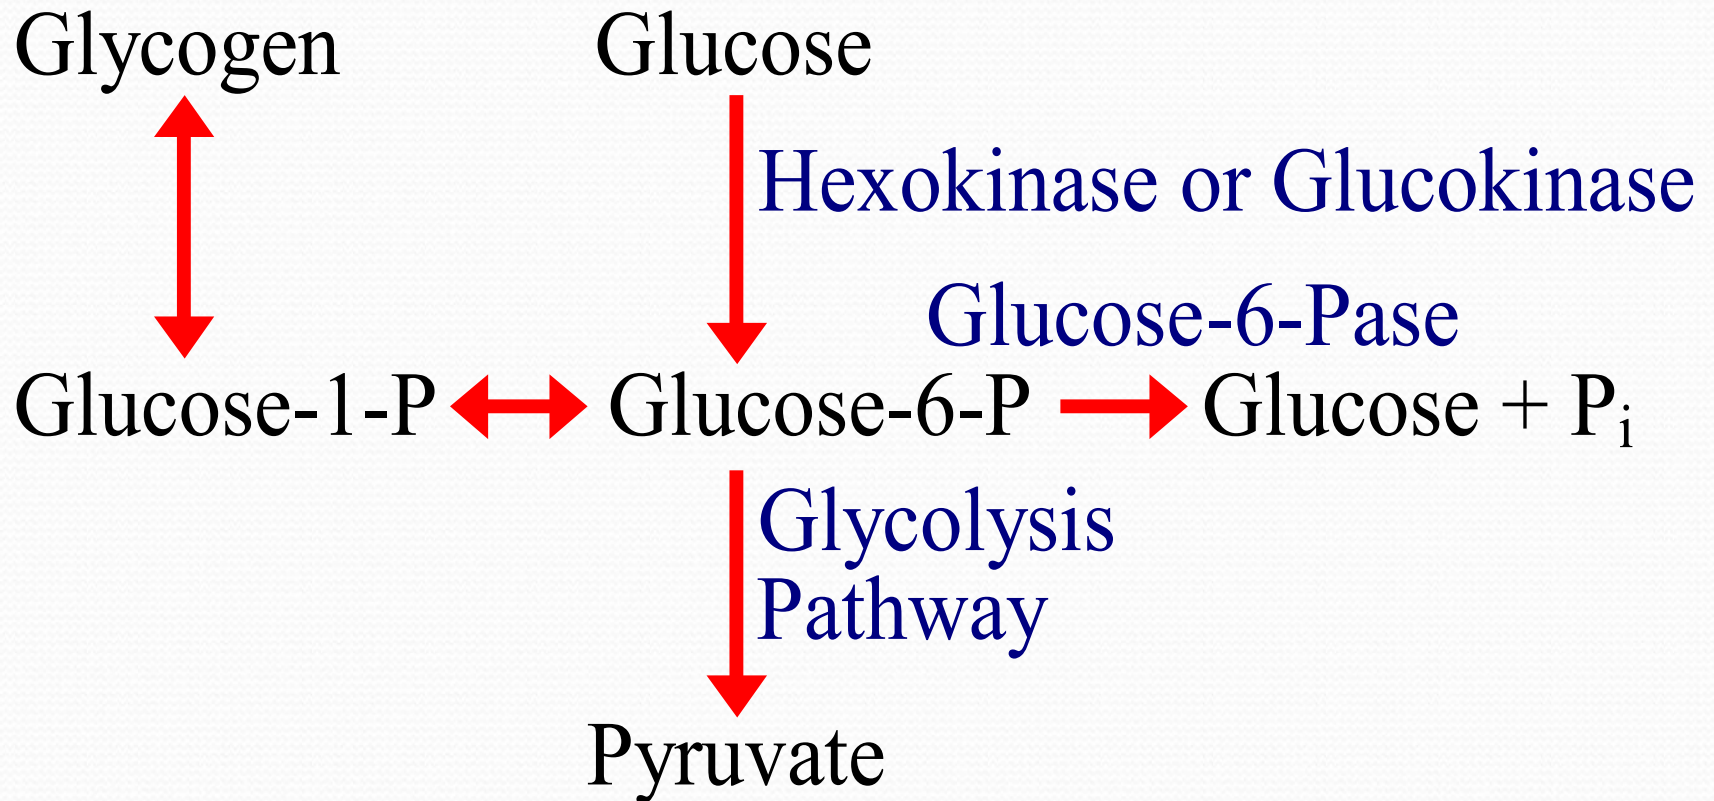 Glycogen
Glucose
Hexokinase or Glucokinase
Glucose-6-Pase
Glucose-1-P
Glucose-6-P
Glucose + Pᵢ
Glycolysis
Pathway
Pyruvate